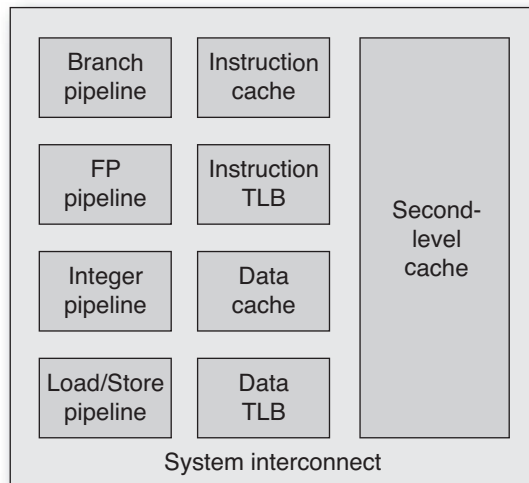 Branch
pipeline
Instruction
cache
FP
pipeline
Instruction
TLB
Integer
pipeline
Data
cache
Load/Store
pipeline
Data
TLB
Second-
level
cache
System interconnect